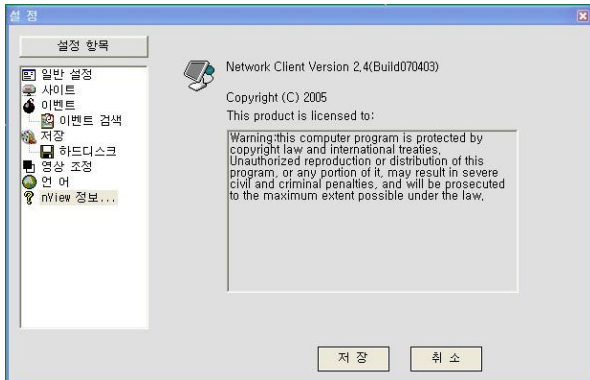 설 정
설정 항목
일반 설정
사이트
이벤트
이벤트 검색
저장
하드디스크
영상 조정
언 어
nView 정보...
Network Client Version 2,4(Build070403)
Copyright (C) 2005
This product is licensed to:
Warning:this computer program is protected by
copyright law and international treaties,
Unauthorized reproduction or distribution of this
program, or any portion of it, may result in severe
civil and criminal penalties, and will be prosecuted
to the maximum extent possible under the law,
저 장
취 소